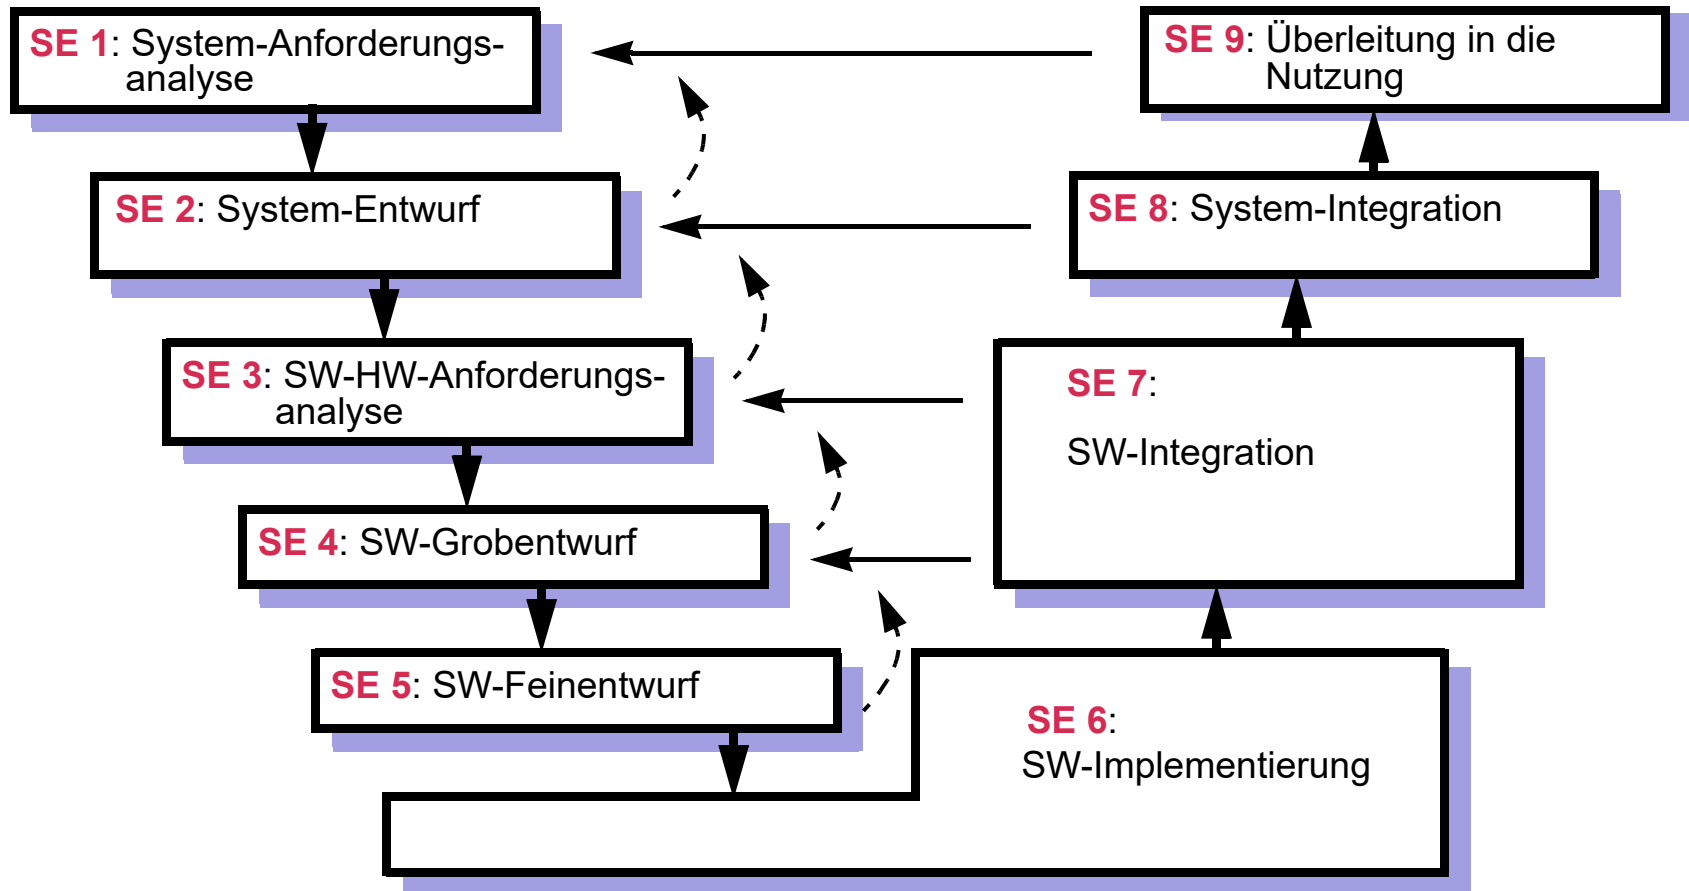 SE 1: System-Anforderungs-
analyse
SE 2: System-Entwurf
SE 3: SW-HW-Anforderungs-
analyse
SE 4: SW-Grobentwurf
SE 5: SW-Feinentwurf
SE 6:
SW-Implementierung
SE 7:
SW-Integration
SE 8: System-Integration
SE 9: Überleitung in die
Nutzung